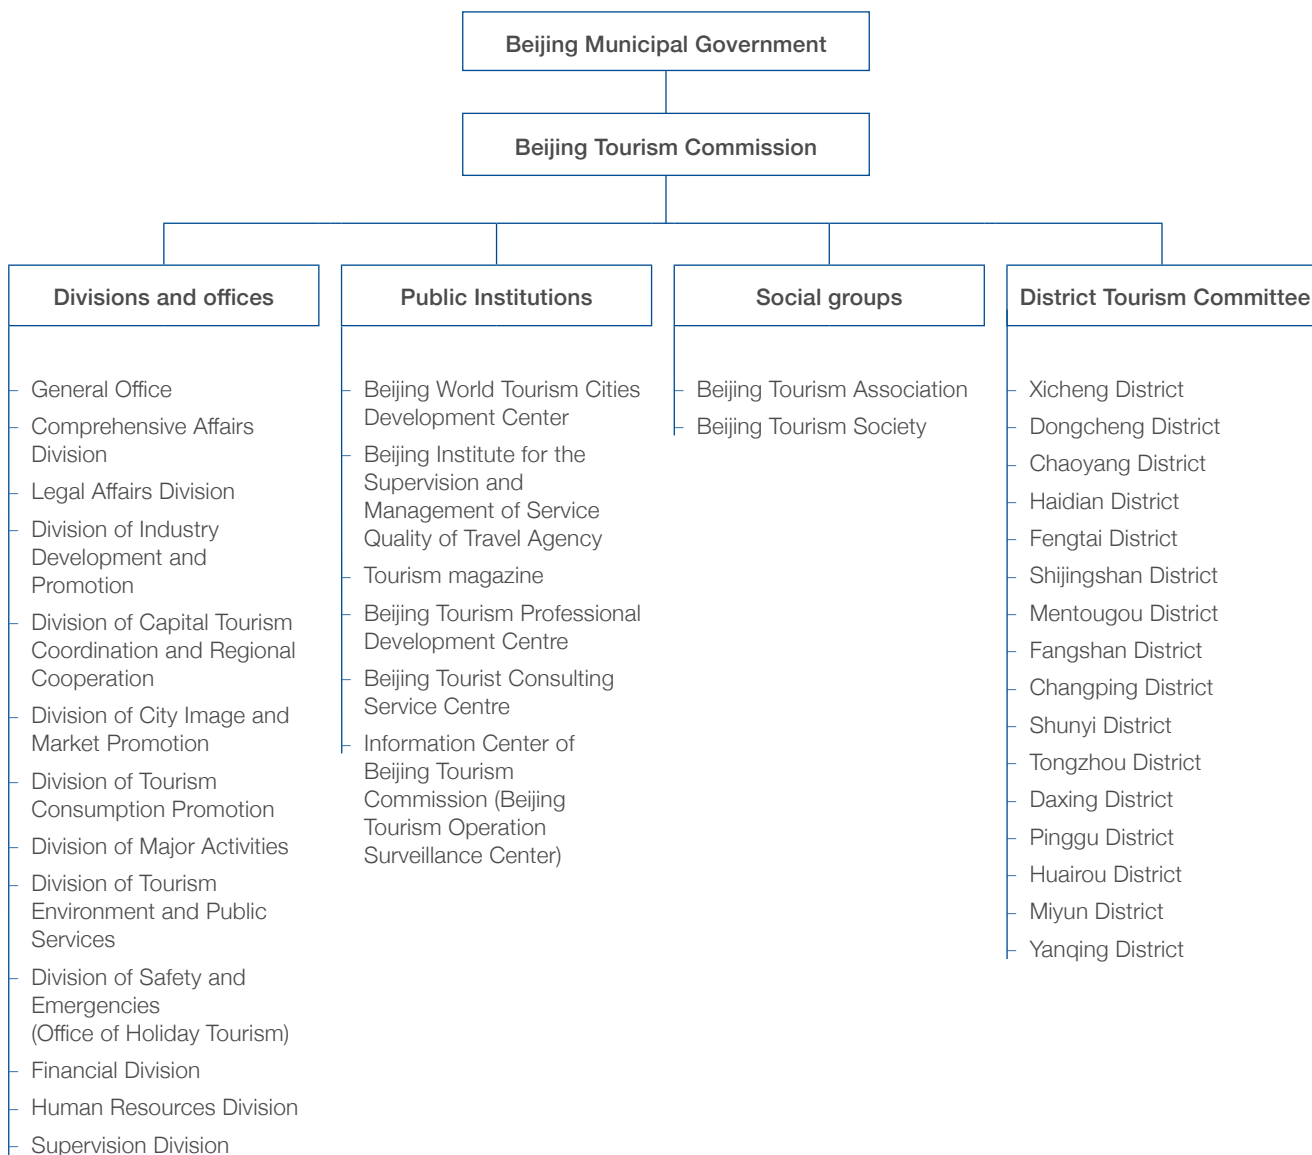 Beijing Municipal Government
Beijing Tourism Commission
Divisions and offices
General Office
Comprehensive Affairs
Division
Legal Affairs Division
Division of Industry
Development and
Promotion
Division of Capital Tourism
Coordination and Regional
Cooperation
Division of City Image and
Market Promotion
Division of Tourism
Consumption Promotion
Division of Major Activities
Division of Tourism
Environment and Public
Services
Division of Safety and
Emergencies
(Office of Holiday Tourism)
Financial Division
Human Resources Division
Supervision Division
Public Institutions
Beijing World Tourism Cities
Development Center
Beijing Institute for the
Supervision and
Management of Service
Quality of Travel Agency
Tourism magazine
Beijing Tourism Professional
Development Centre
Beijing Tourist Consulting
Service Centre
Information Center of
Beijing Tourism
Commission (Beijing
Tourism Operation
Surveillance Center)
Social groups
Beijing Tourism Association
Beijing Tourism Society
District Tourism Committee
Xicheng District
Dongcheng District
Chaoyang District
Haidian District
Fengtai District
Shijingshan District
Mentougou District
Fangshan District
Changping District
Shunyi District
Tongzhou District
Daxing District
Pinggu District
Huairou District
Miyun District
Yanqing District